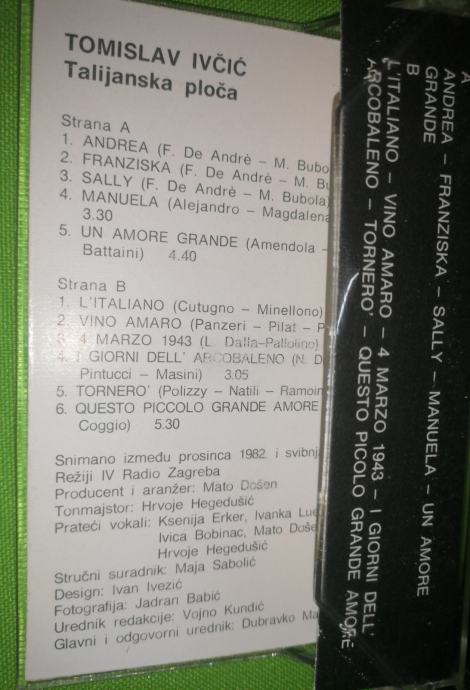 TOMISLAV IVČIĆ
Talijanska ploča
Strana A
1. ANDREA (F. De Andrè – M. Bubo
2. FRANZISKA (F. De Andrè – M. Bu
3. SALLY (F. De Andrè – M. Bubola
4. MANUELA (Alejandro – Magdalena
3.30
5. UN AMORE GRANDE (Amendola –
Battaini) 4.40
Strana B
1. L'ITALIANO (Cutugno – Minellono)
2. VINO AMARO (Panzeri – Pilat – P
3. 4 MARZO 1943 (L. Dalla–Pallotino)
4. I GIORNI DELL' ARCOBALENO (N. D
Pintucci – Masini) 3.05
5. TORNERO' (Polizzy – Natili – Ramoin
6. QUESTO PICCOLO GRANDE AMORE
Coggio) 5.30
Snimano između prosinca 1982. i svibnj
Režiji IV Radio Zagreba
Producent i aranžer: Mato Došen
Tonmajstor: Hrvoje Hegedušić
Prateći vokali: Ksenija Erker, Ivanka Lu
Ivica Bobinac, Mato Doše
Hrvoje Hegedušić
Stručni suradnik: Maja Sabolić
Design: Ivan Ivezić
Fotografija: Jadran Babić
Urednik redakcije: Vojno Kundić
Glavni i odgovorni urednik: Dubravko Ma
A
ANDREA – FRANZISKA – SALLY – MANUELA – UN AMORE
GRANDE
B
L'ITALIANO – VINO AMARO – 4 MARZO 1943 – I GIORNI DELL'
ARCOBALENO – TORNERO' – QUESTO PICOLO GRANDE AMORE